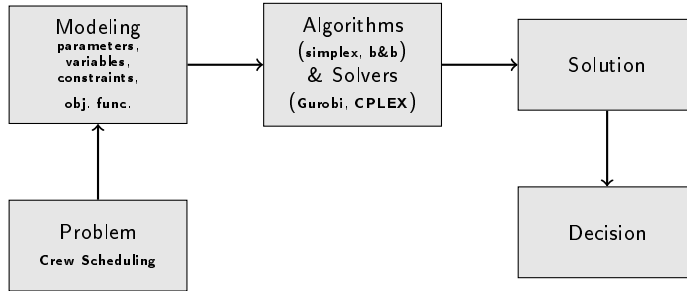 Modeling
parameters,
variables,
constraints,
obj. func.
Algorithms
(simplex, b&b)
& Solvers
(Gurobi, CPLEX)
Solution
Problem
Crew Scheduling
Decision